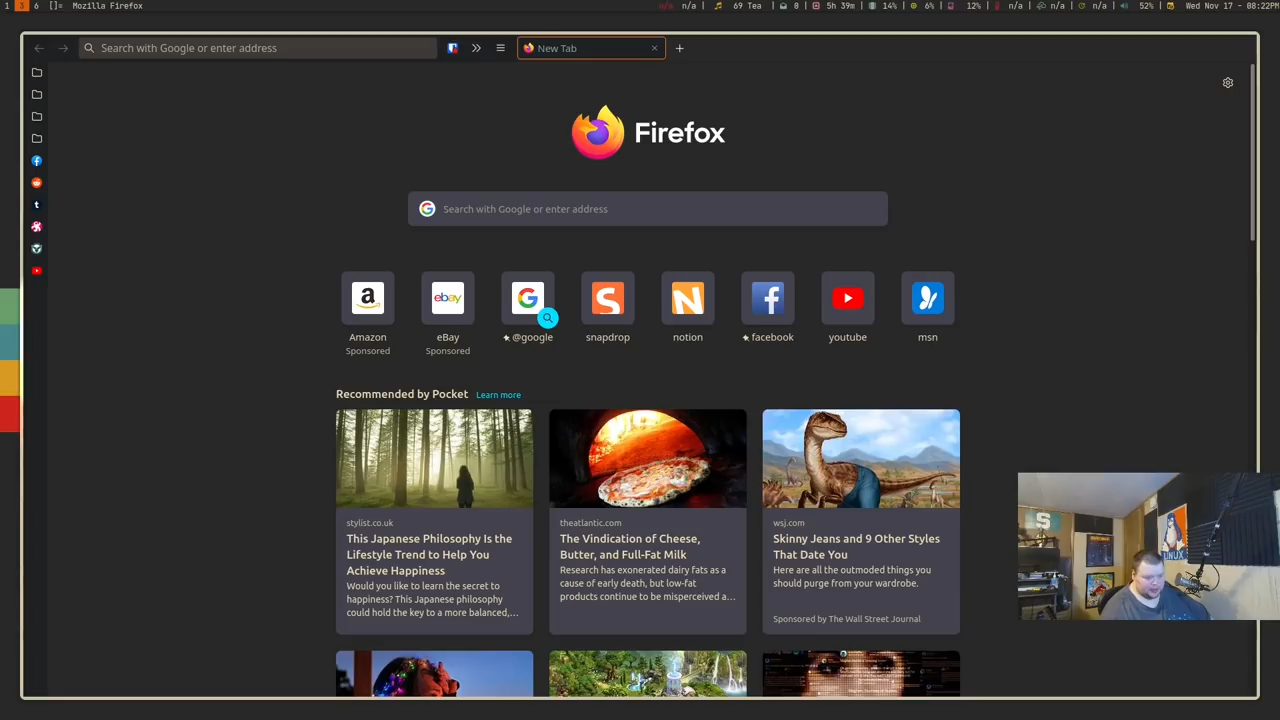 1 3 6 []= Mozilla Firefox
n/a n/a | 69 Tea 0 | 5h 39m | 14% 6% | 12% | n/a | n/a | n/a | 52% Wed Nov 17 - 08:22PM
Search with Google or enter address
New Tab
Firefox
Search with Google or enter address
Amazon
Sponsored
eBay
Sponsored
@google
snapdrop
notion
facebook
youtube
msn
Recommended by Pocket Learn more
stylist.co.uk
This Japanese Philosophy Is the
Lifestyle Trend to Help You
Achieve Happiness
Would you like to learn the secret to
happiness? This Japanese philosophy
could hold the key to a more balanced,...
theatlantic.com
The Vindication of Cheese,
Butter, and Full-Fat Milk
Research has exonerated dairy fats as a
cause of early death, but low-fat
products continue to be misperceived a...
wsj.com
Skinny Jeans and 9 Other Styles
That Date You
Here are all the outmoded things you
should purge from your wardrobe.
Sponsored by The Wall Street Journal
LINUX